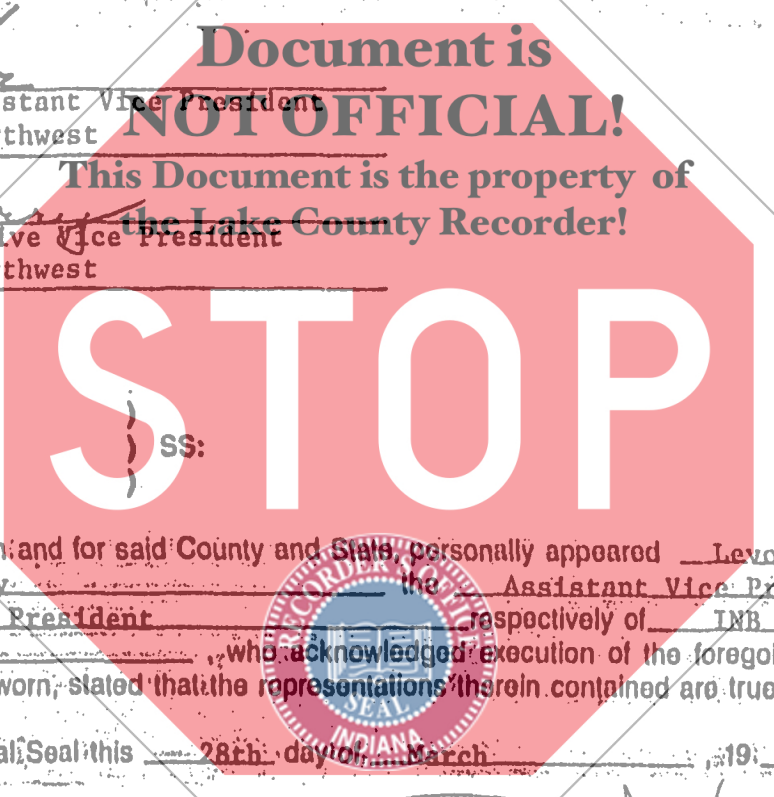 Document is
stant Vice President
NOT OFFICIAL!
thwest
This Document is the property of
the Lake County Recorder!
ive Vice President
thwest
STOP
) 
) SS:
)
and for said County and State, personally appeared Levo
the Assistant Vice Pr
President respectively of INB
, who acknowledged execution of the foregoi
worn, stated that the representations therein contained are true
RECORDER'S OFFICE
SEAL
INDIANA
al Seal this 28th day of March , 19